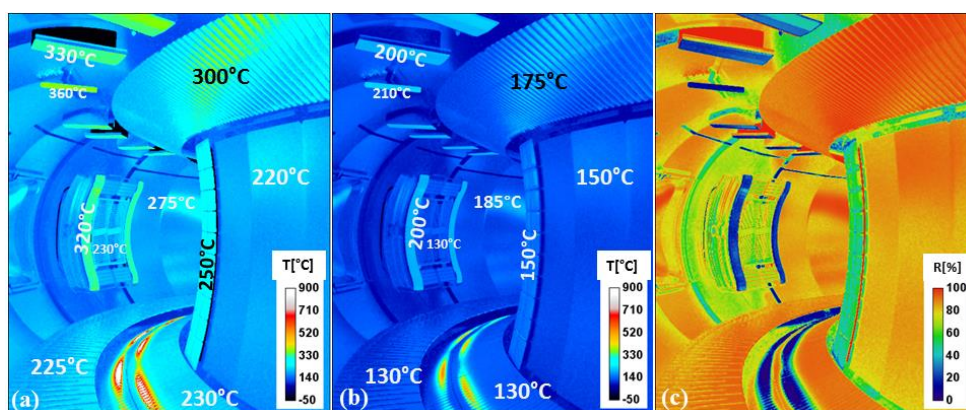 330°C
300°C
360°C
220°C
275°C
320°C
230°C
250°C
225°C
230°C
T[°C]
900
710
520
330
140
-50
(a)
200°C
175°C
210°C
150°C
185°C
200°C
130°C
150°C
130°C
130°C
T[°C]
900
710
520
330
140
-50
(b)
R[%]
100
80
60
40
20
0
(c)